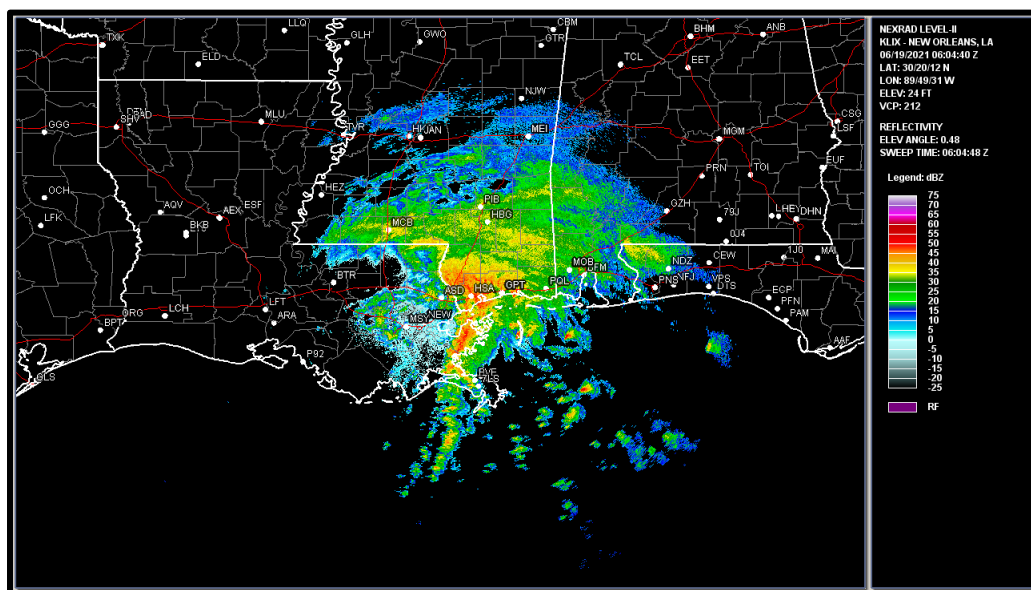 LLQ
CBM
TXK
GLH
GWO
GTR
BHM
ANB
ELD
TCL
EET
NJW
DTN
SHV
MLU
GGG
TVR
JAN
MEI
MGM
CSG
LSF
OCH
HEZ
PRN
TOI
EUF
LFK
AQV
AEX
ESF
PIB
HBG
GZH
79J
LHEY
DHN
BKB
MCB
0J4
1J0
MAI
BTR
MOB
BFM
NDZ
CEW
ASD
HSA
GPT
PQL
PNS
NFJ
VPS
DTS
ECP
PFN
PAM
LFT
ARA
LCH
ORG
BPT
MSY
NEW
AAF
P92
BVE
7LS
GLS
NEXRAD LEVEL-II
KLIX - NEW ORLEANS, LA
06/19/2021 06:04:40 Z
LAT: 30/20/12 N
LON: 89/49/31 W
ELEV: 24 FT
VCP: 212
REFLECTIVITY
ELEV ANGLE: 0.48
SWEEP TIME: 06:04:48 Z
Legend: dBZ
75
70
65
60
55
50
45
40
35
30
25
20
15
10
5
0
-5
-10
-15
-20
-25
RF